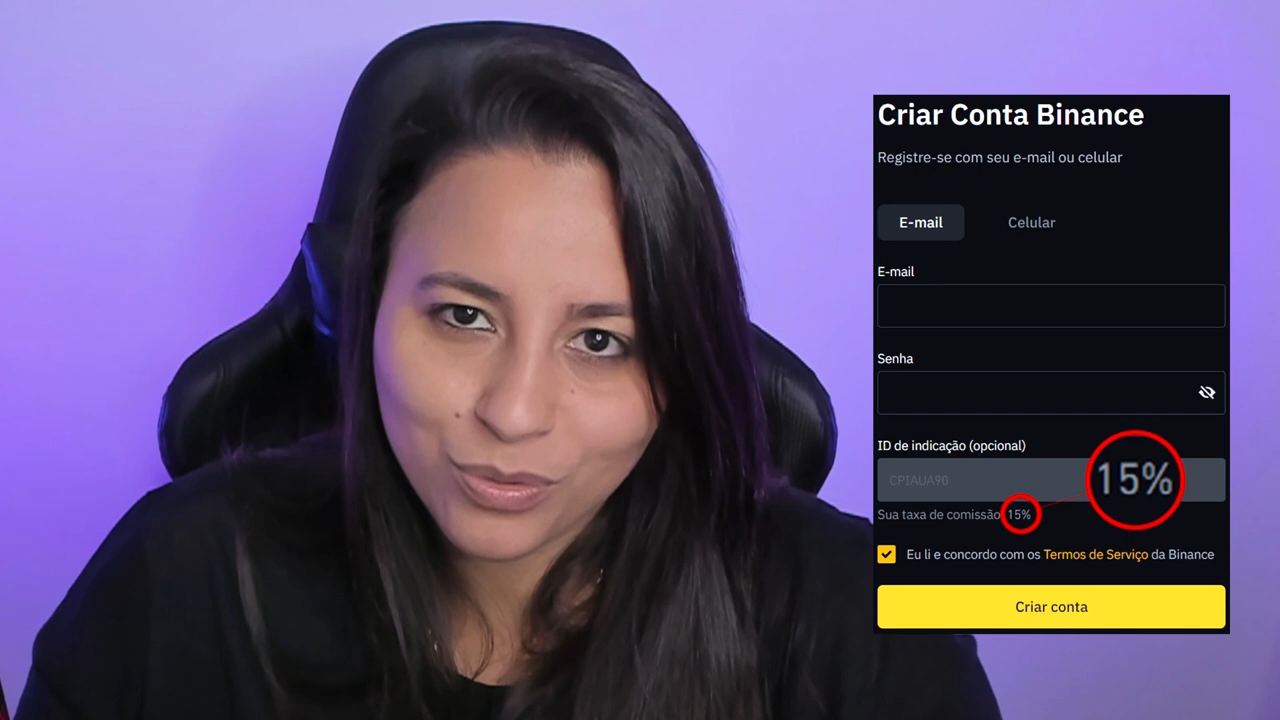 Criar Conta Binance
Registre-se com seu e-mail ou celular
E-mail Celular
E-mail
Senha
ID de indicação (opcional)
CPIAUA90
15%
Sua taxa de comissão 15%
Eu li e concordo com os Termos de Serviço da Binance
Criar conta